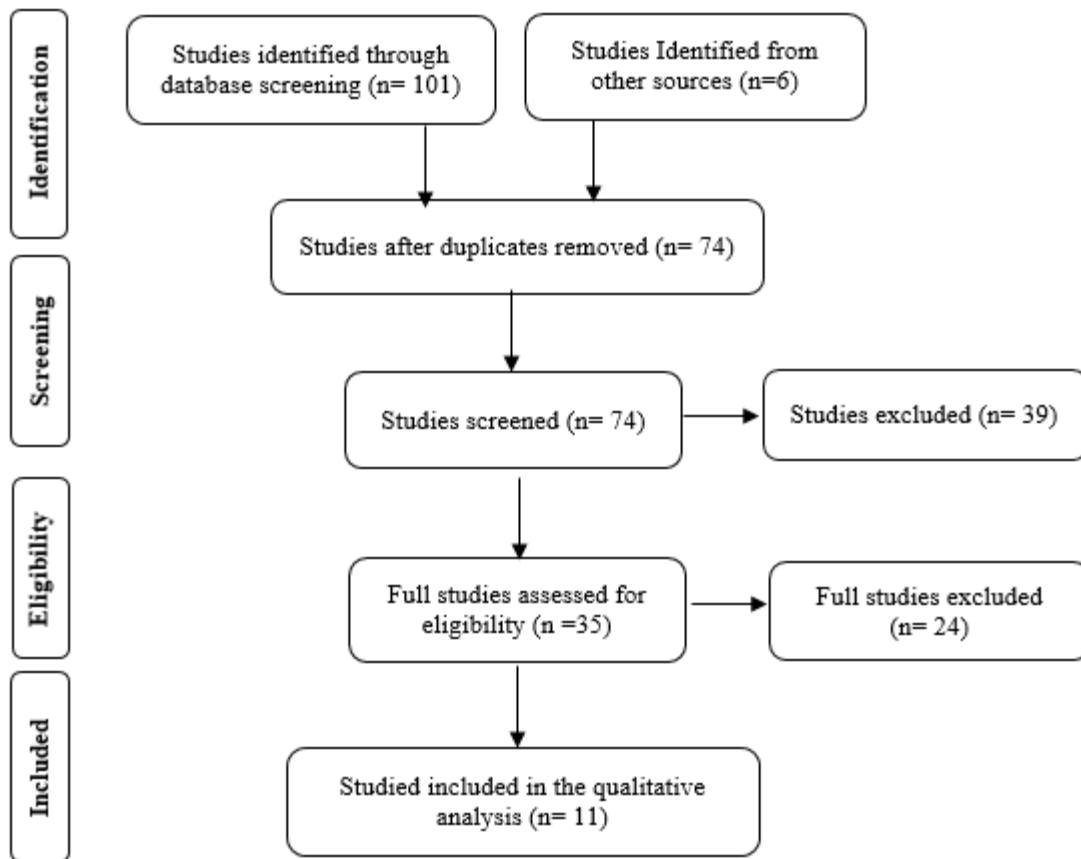 Identification
Studies identified through
database screening (n= 101)
Studies Identified from
other sources (n=6)
Studies after duplicates removed (n= 74)
Screening
Studies screened (n= 74)
Studies excluded (n= 39)
Eligibility
Full studies assessed for
eligibility (n =35)
Full studies excluded
(n= 24)
Included
Studied included in the qualitative
analysis (n= 11)